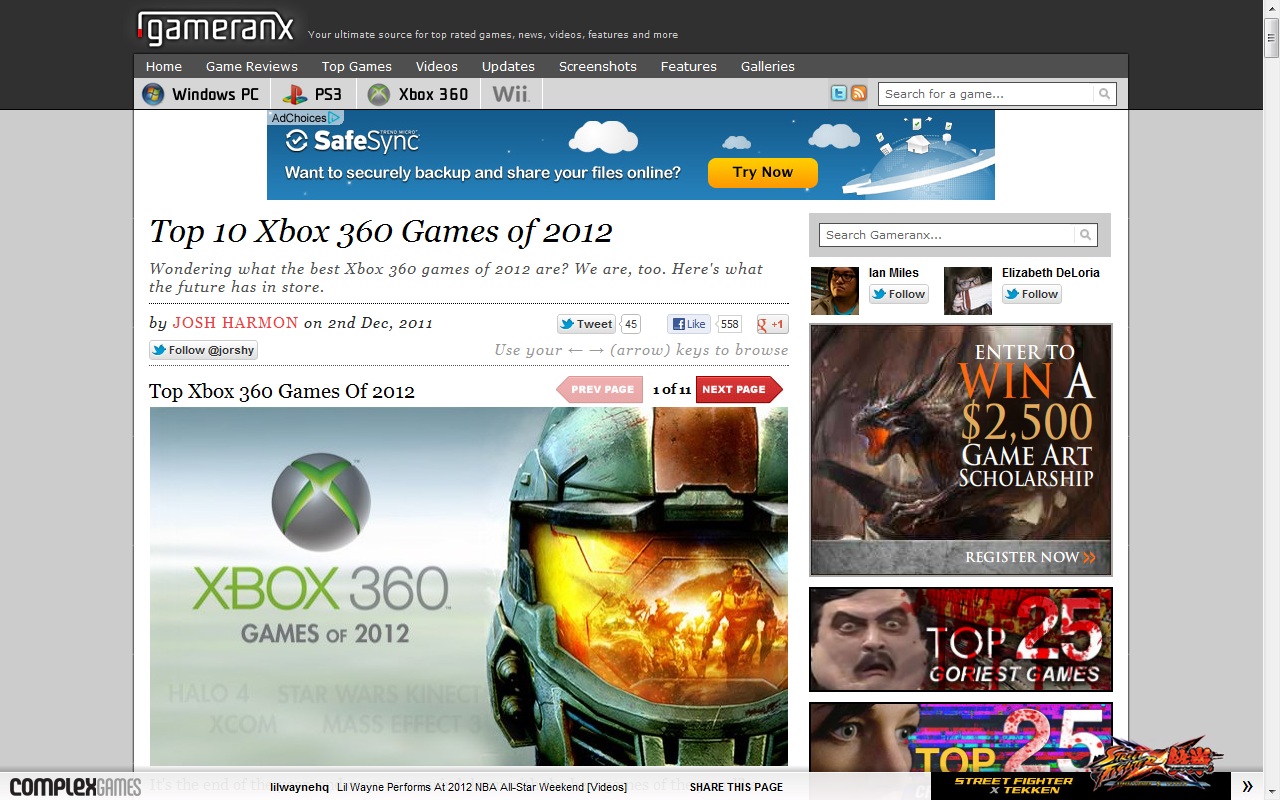 gameranx
Your ultimate source for top rated games, news, videos, features and more
Home Game Reviews Top Games Videos Updates Screenshots Features Galleries
Windows PC PS3 Xbox 360 Wii Search for a game...
AdChoices
TREND MICRO
SafeSync
Want to securely backup and share your files online? Try Now
Top 10 Xbox 360 Games of 2012
Wondering what the best Xbox 360 games of 2012 are? We are, too. Here's what
the future has in store.
by JOSH HARMON on 2nd Dec, 2011
Tweet 45 Like 558 +1
Follow @jorshy
Use your ← → (arrow) keys to browse
Top Xbox 360 Games Of 2012
PREV PAGE 1 of 11 NEXT PAGE
XBOX 360
GAMES OF 2012
HALO 4 STAR WARS KINECT
XCOM MASS EFFECT 3
Search Gameranx...
Ian Miles
Follow
Elizabeth DeLoria
Follow
ENTER TO
WIN A
$2,500
GAME ART
SCHOLARSHIP
REGISTER NOW »
TOP 25
GORIEST GAMES
TOP 25
COMPLEX GAMES
lilwaynehq Lil Wayne Performs At 2012 NBA All-Star Weekend [Videos]
SHARE THIS PAGE
STREET FIGHTER
X TEKKEN
»